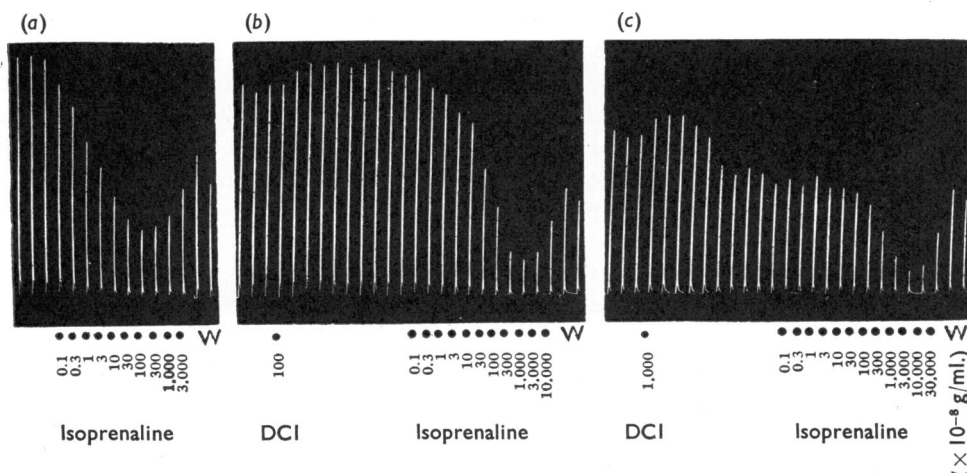 (a) (b) (c)
W W W
0.1 0.3 1 3 10 30 100 300 1,000 3,000
100
0.1 0.3 1 3 10 30 100 300 1,000 3,000 10,000
1,000
0.1 0.3 1 3 10 30 100 300 1,000 3,000 10,000 30,000
× 10⁻⁸ g/ml.)
Isoprenaline DCI Isoprenaline DCI Isoprenaline